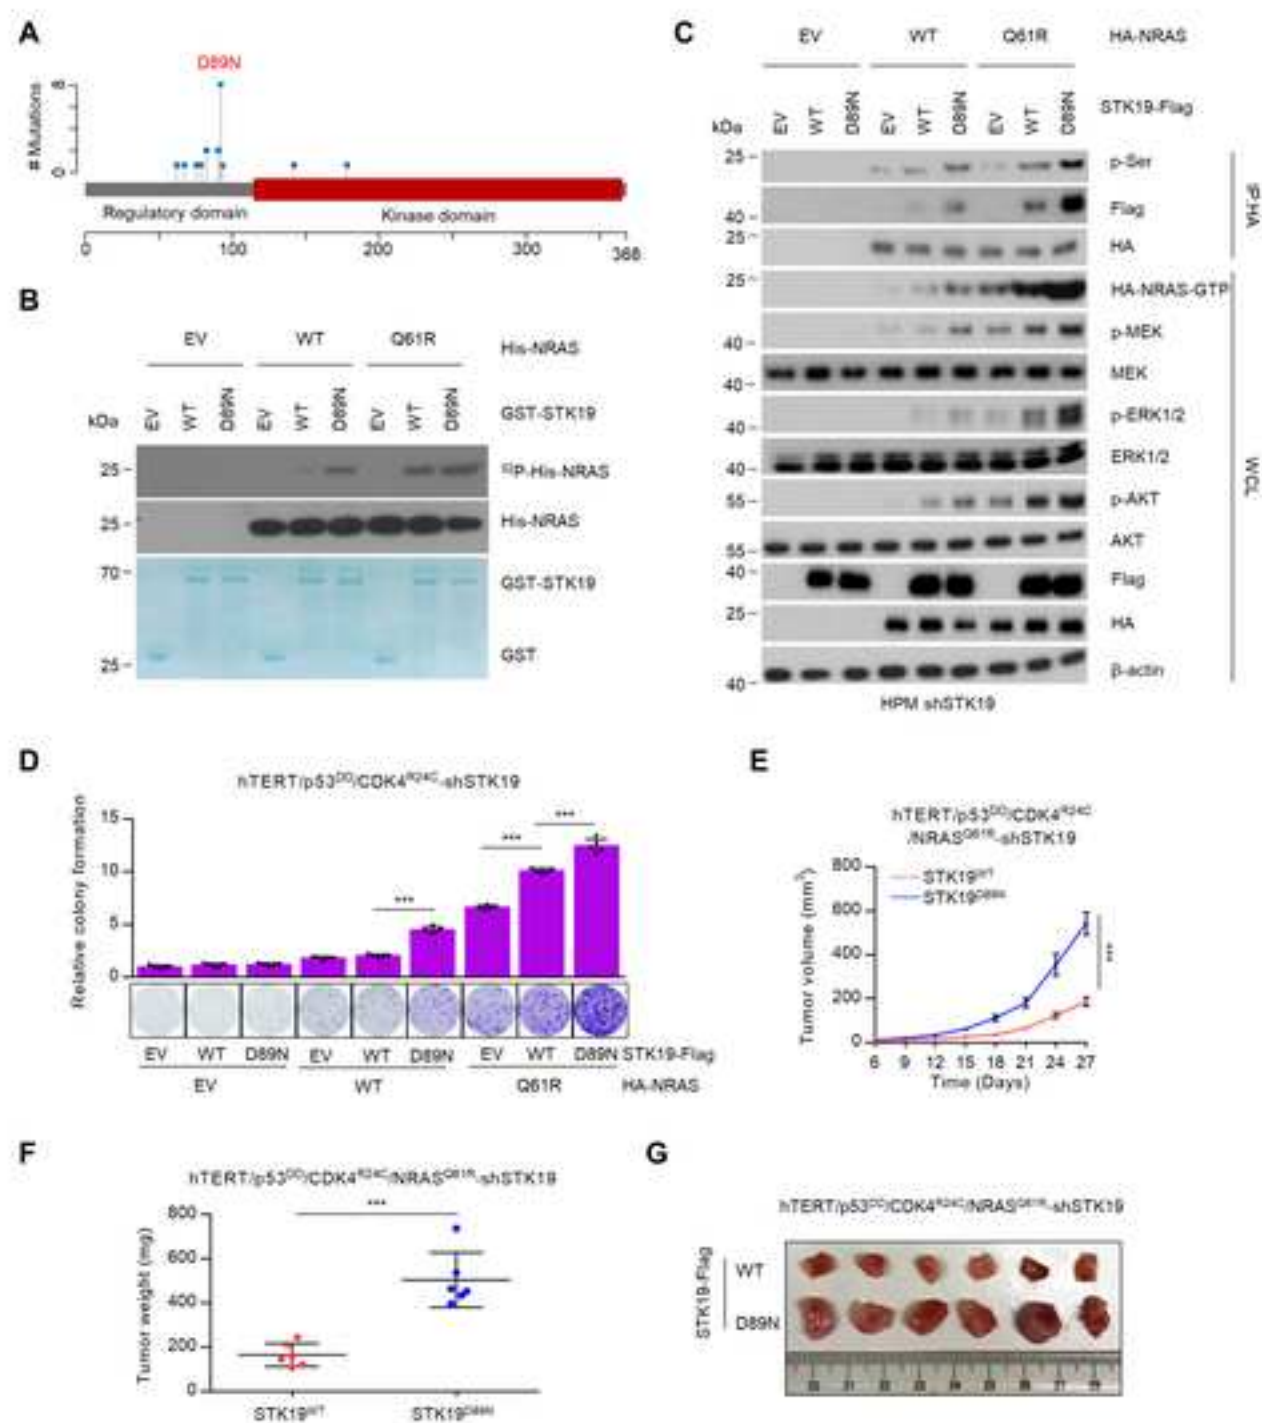 A
D89N
# Mutations
0
Regulatory domain
Kinase domain
0
100
200
300
368
B
EV WT Q61R His-NRAS
EV WT D89N EV WT D89N EV WT D89N GST-STK19
kDa
25 32P-His-NRAS
25 His-NRAS
70 GST-STK19
25 GST
C
EV WT Q61R HA-NRAS
EV WT D89N EV WT D89N EV WT D89N STK19-Flag
kDa
25 p-Ser
40 Flag
25 HA
IP:HA
25 HA-NRAS-GTP
40 p-MEK
40 MEK
40 p-ERK1/2
40 ERK1/2
55 p-AKT
55 AKT
40 Flag
25 HA
40 β-actin
WCL
HPM shSTK19
D
hTERT/p53DD/CDK4R24C-shSTK19
Relative colony formation
15
10
5
0
*** *** ***
EV WT D89N EV WT D89N EV WT D89N STK19-Flag
EV WT Q61R HA-NRAS
E
hTERT/p53DD/CDK4R24C
/NRASQ61R-shSTK19
Tumor volume (mm3)
800
600
400
200
0
STK19WT
STK19D89N
***
6 9 12 15 18 21 24 27
Time (Days)
F
hTERT/p53DD/CDK4R24C/NRASQ61R-shSTK19
***
Tumor weight (mg)
800
600
400
200
0
STK19WT STK19D89N
G
hTERT/p53DD/CDK4R24C/NRASQ61R-shSTK19
STK19-Flag
WT
D89N